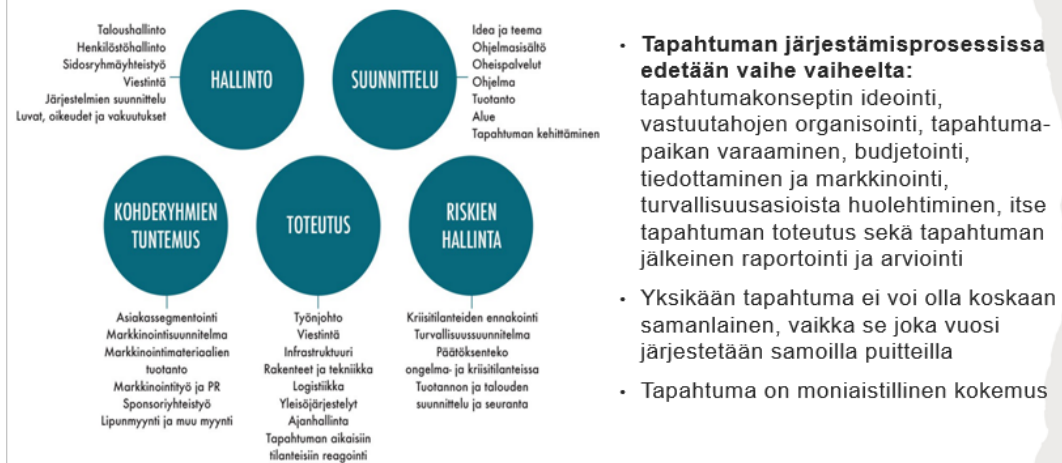 Taloushallinto
Henkilöstöhallinto
Sidosryhmäyhteistyö
Viestintä
Järjestelmien suunnittelu
Luvat, oikeudet ja vakuutukset
HALLINTO
SUUNNITTELU
Idea ja teema
Ohjelmasisältö
Oheispalvelut
Ohjelma
Tuotanto
Alue
Tapahtuman kehittäminen
KOHDERYHMIEN
TUNTEMUS
Asiakassegmentointi
Markkinointisuunnitelma
Markkinointimateriaalien
tuotanto
Markkinointityö ja PR
Sponsoriyhteistyö
Lipunmyynti ja muu myynti
TOTEUTUS
Työnjohto
Viestintä
Infrastruktuuri
Rakenteet ja tekniikka
Logistiikka
Yleisöjärjestelyt
Ajanhallinta
Tapahtuman aikaisiin
tilanteisiin reagointi
RISKIEN
HALLINTA
Kriisitilanteiden ennakointi
Turvallisuussuunnitelma
Päätöksenteko
ongelma- ja kriisitilanteissa
Tuotannon ja talouden
suunnittelu ja seuranta
• Tapahtuman järjestämisprosessissa
edetään vaihe vaiheelta:
tapahtumakonseptin ideointi,
vastuutahojen organisointi, tapahtuma-
paikan varaaminen, budjetointi,
tiedottaminen ja markkinointi,
turvallisuusasioista huolehtiminen, itse
tapahtuman toteutus sekä tapahtuman
jälkeinen raportointi ja arviointi
• Yksikään tapahtuma ei voi olla koskaan
samanlainen, vaikka se joka vuosi
järjestetään samoilla puitteilla
• Tapahtuma on moniaistillinen kokemus